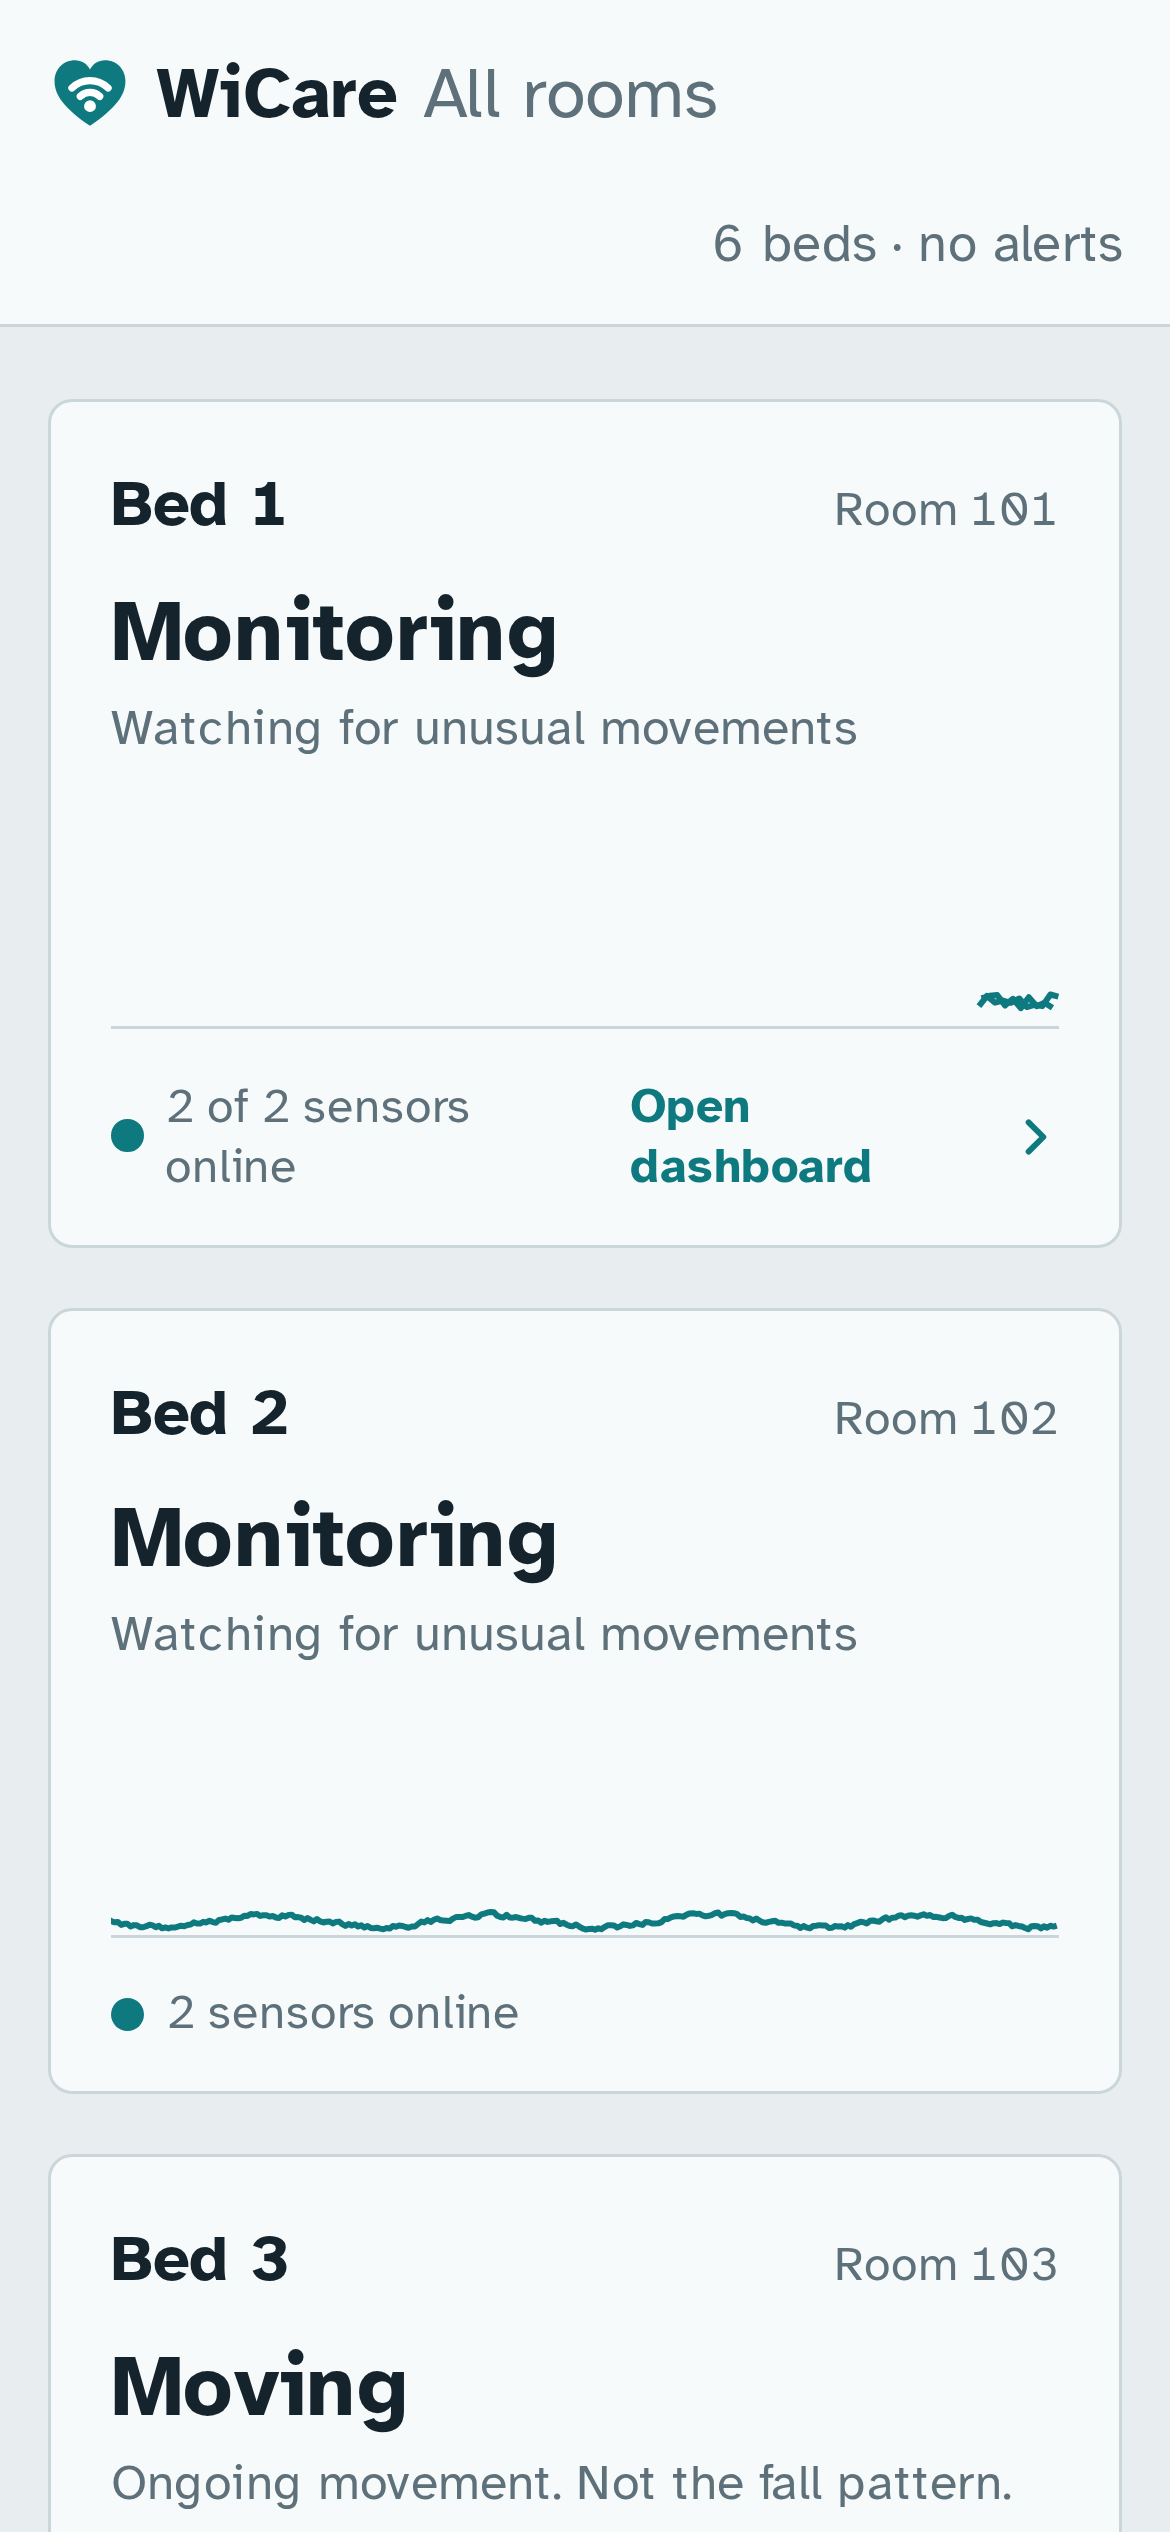 WiCare All rooms
6 beds · no alerts
Bed 1
Room 101
Monitoring
Watching for unusual movements
2 of 2 sensors
online
Open
dashboard
Bed 2
Room 102
Monitoring
Watching for unusual movements
2 sensors online
Bed 3
Room 103
Moving
Ongoing movement. Not the fall pattern.